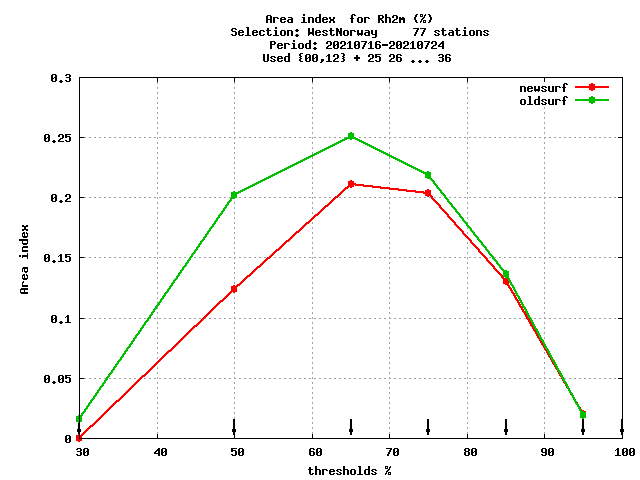 Area index  for Rh2m (%)
Selection: WestNorway     77 stations
Period: 20210716-20210724
Used {00,12} + 25 26 ... 36
newsurf
oldsurf
0.3
0.25
0.2
0.15
0.1
0.05
0
Area index
30 40 50 60 70 80 90 100
thresholds %